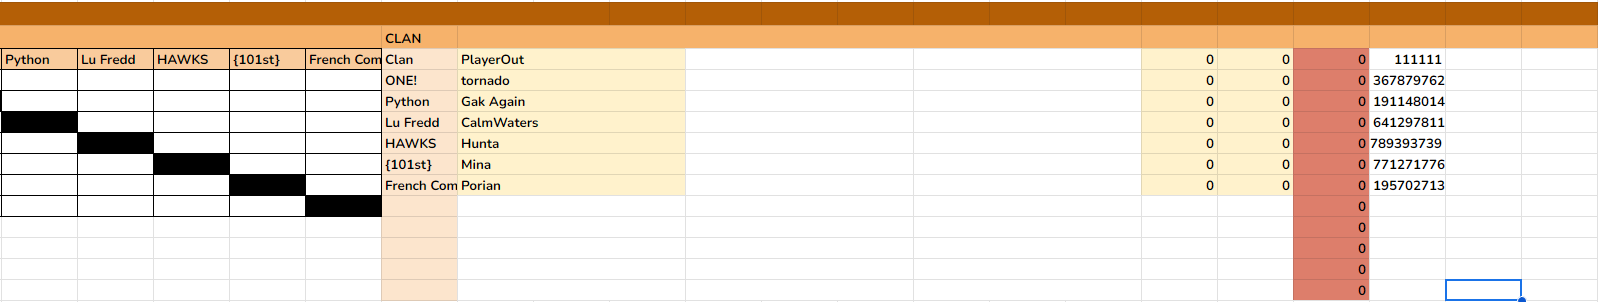 CLAN
Python Lu Fredd HAWKS {101st} French Com Clan PlayerOut 0 0 0 111111
ONE! tornado 0 0 0 367879762
Python Gak Again 0 0 0 191148014
Lu Fredd CalmWaters 0 0 0 641297811
HAWKS Hunta 0 0 0 789393739
{101st} Mina 0 0 0 771271776
French Com Porian 0 0 0 195702713
0
0
0
0
0